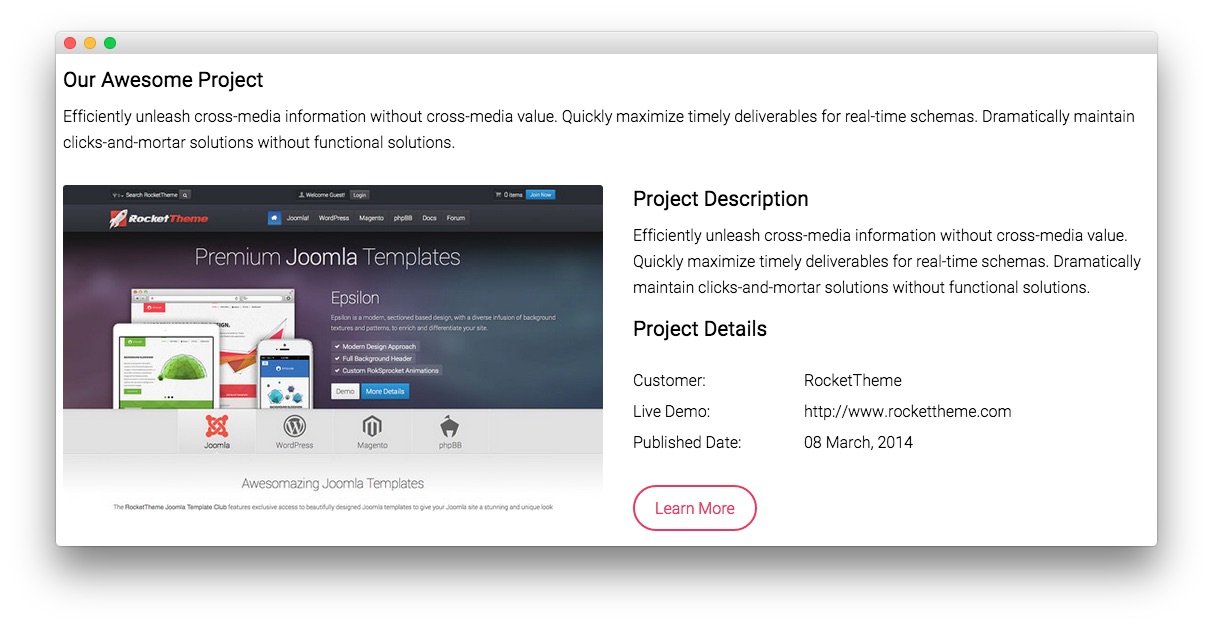 Our Awesome Project
Efficiently unleash cross-media information without cross-media value. Quickly maximize timely deliverables for real-time schemas. Dramatically maintain
clicks-and-mortar solutions without functional solutions.
Search RocketTheme
Welcome Guest! Login
0 items Join Now
RocketTheme
Joomla! WordPress Magento phpBB Docs Forum
Premium Joomla Templates
Epsilon
Epsilon is a modern, sectioned based design, with a diverse infusion of background
textures and patterns, to enrich and differentiate your site.
Modern Design Approach
Full Background Header
Custom RokSprocket Animations
Demo More Details
Joomla WordPress Magento phpBB
Awesomazing Joomla Templates
The RocketTheme Joomla Template Club features exclusive access to beautifully designed Joomla templates to give your Joomla site a stunning and unique look
Project Description
Efficiently unleash cross-media information without cross-media value.
Quickly maximize timely deliverables for real-time schemas. Dramatically
maintain clicks-and-mortar solutions without functional solutions.
Project Details
Customer: RocketTheme
Live Demo: http://www.rockettheme.com
Published Date: 08 March, 2014
Learn More